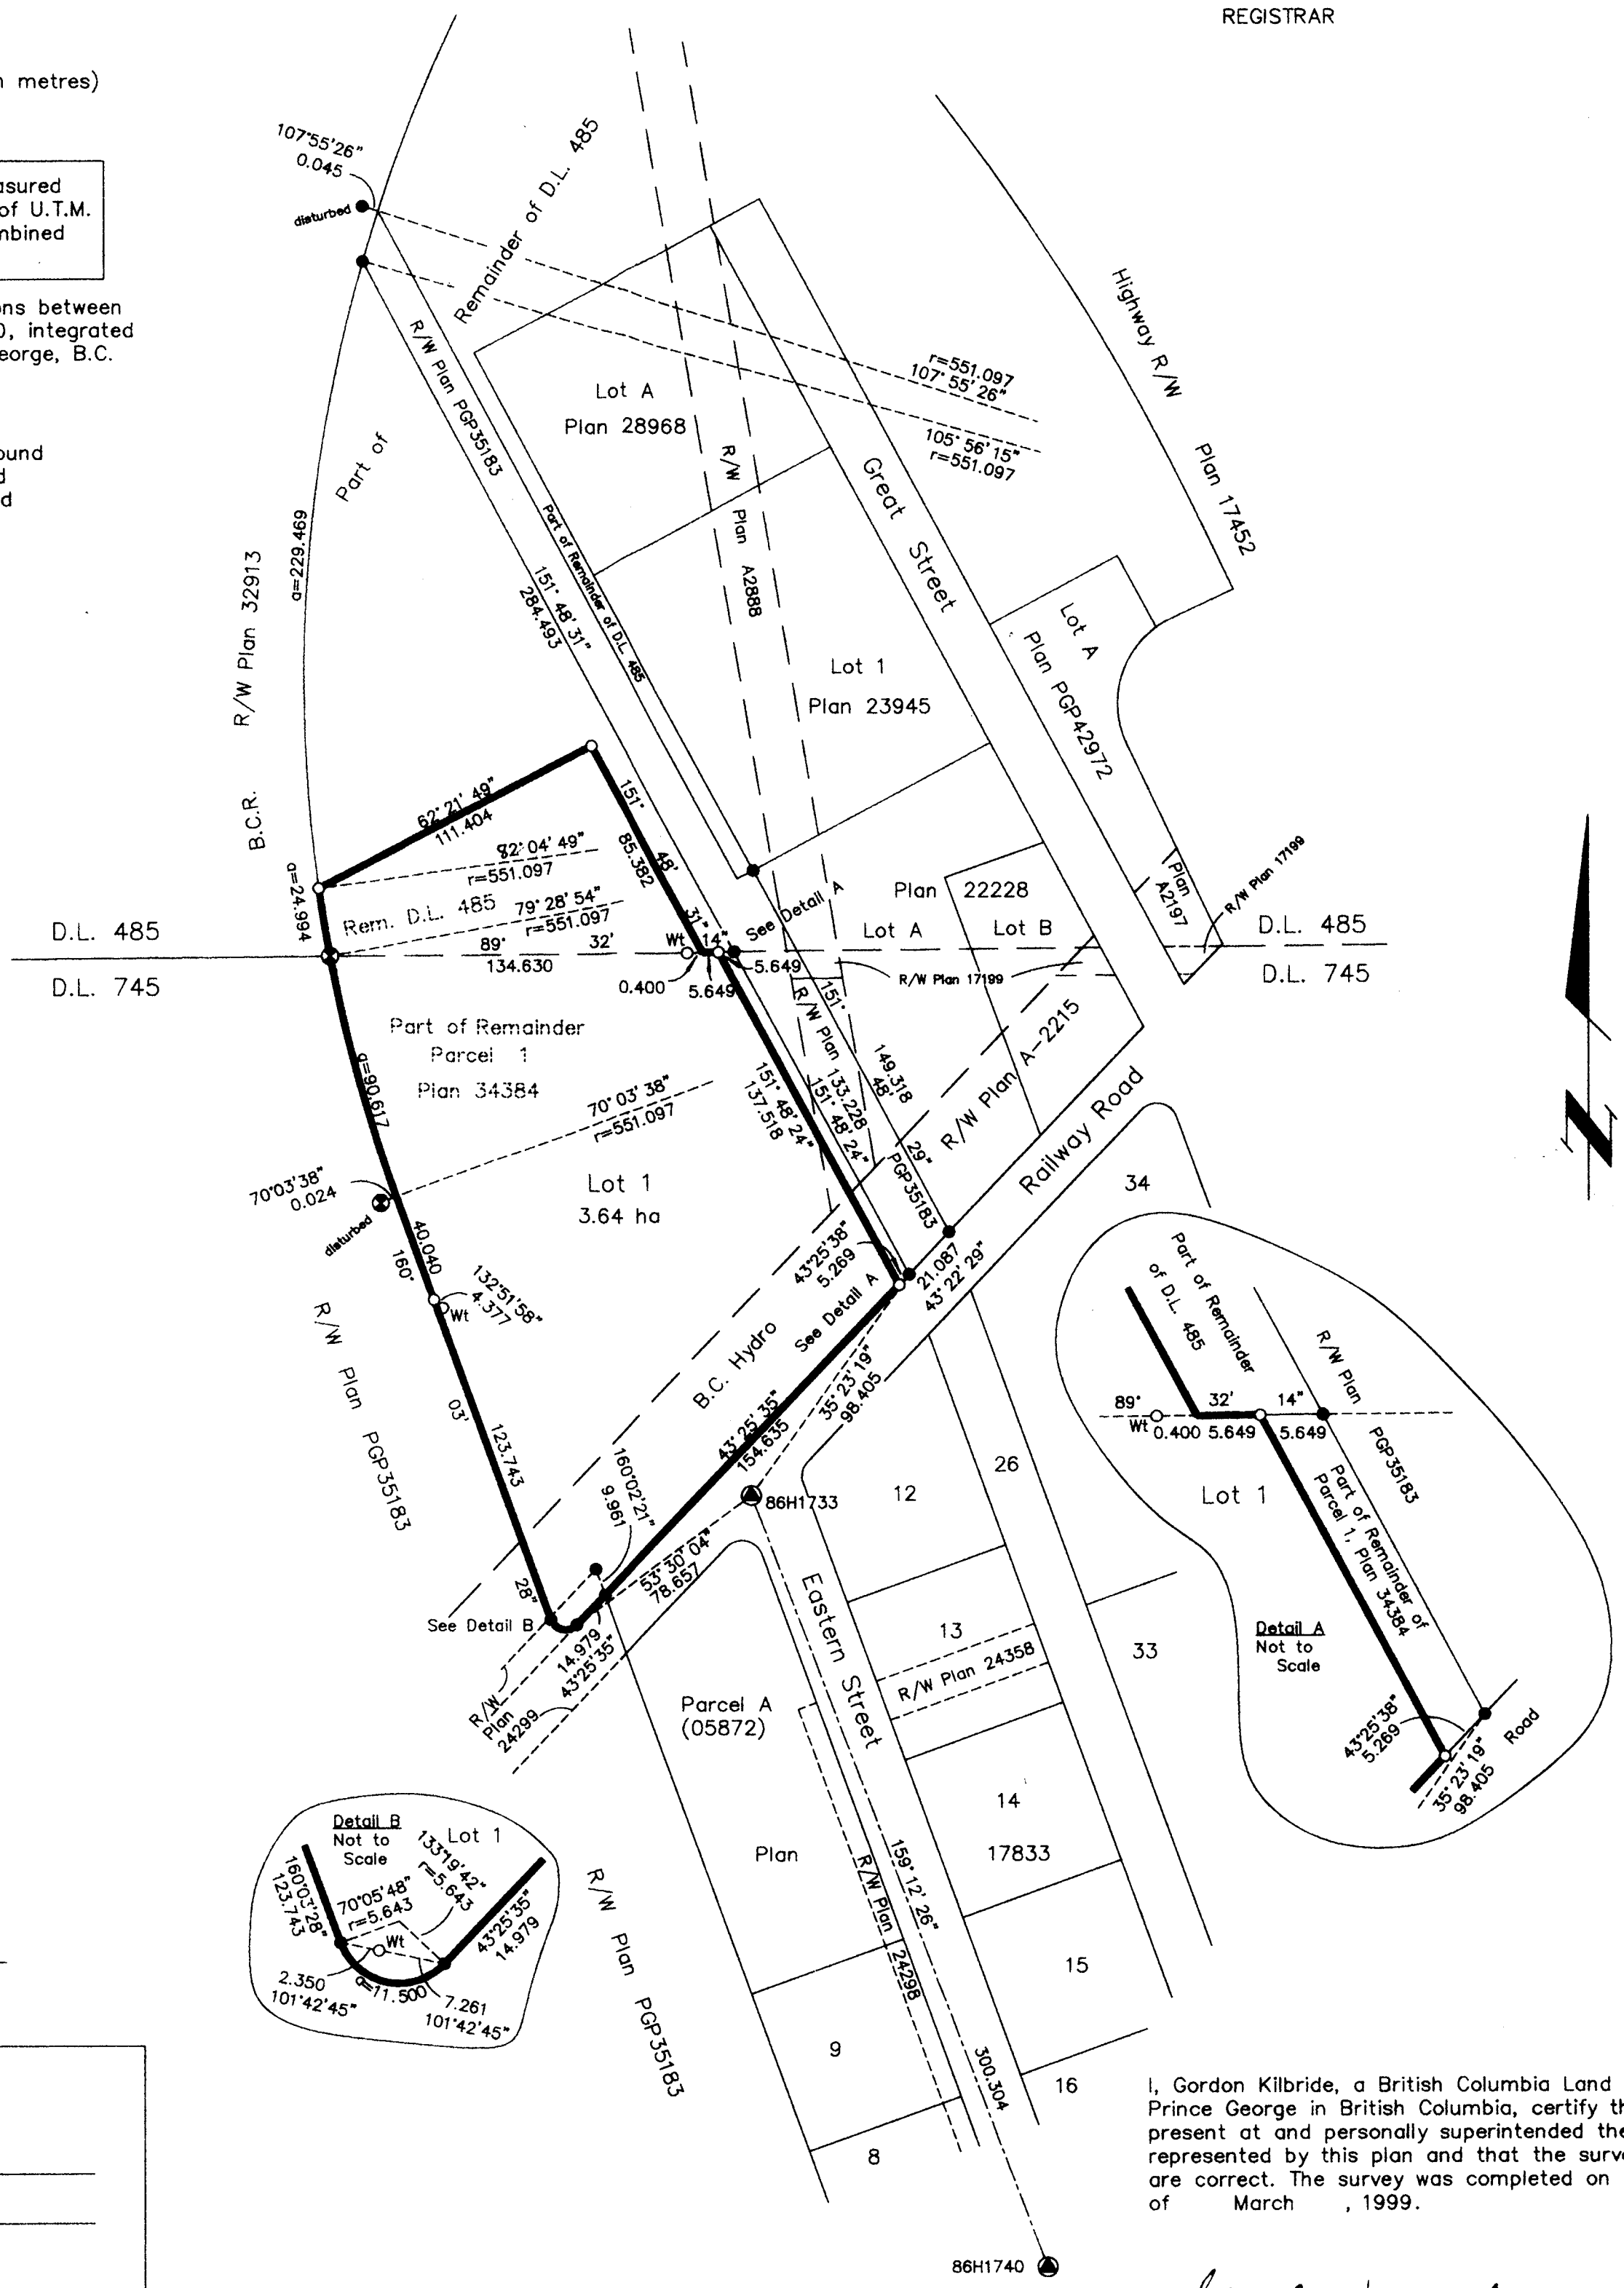 REGISTRAR
n metres)
asured
of U.T.M.
mbined
ons between
0, integrated
eorge, B.C.
ound
d
d
107°55'26"
0.045
disturbed
Remainder of D.L. 485
Part of
R/W Plan PGP35183
Lot A
Plan 28968
R/W Plan A2888
r=551.097
107° 55' 26"
105° 56' 15"
r=551.097
Highway R/W Plan 17452
Great Street
a=229.469
B.C.R. R/W Plan 32913
Part of Remainder of D.L. 485
151° 48' 31"
284.493
Lot 1
Plan 23945
Lot A
Plan PGP42972
62° 21' 49"
111.404
151° 48' 31"
85.382
82° 04' 49"
r=551.097
Rem. D.L. 485
79° 28' 54"
r=551.097
a=24.994
See Detail A
Plan 22228
Lot A
Lot B
Plan
A2197
R/W Plan 17199
D.L. 485
D.L. 745
D.L. 485
D.L. 745
89° 32' 14"
134.630
Wt
0.400
5.649
5.649
R/W Plan 17199
Part of Remainder
Parcel 1
Plan 34384
a=90.617
70° 03' 38"
r=551.097
70°03'38"
0.024
disturbed
Lot 1
3.64 ha
151° 48' 24"
137.518
R/W Plan PGP35183
133.228
151° 48' 24"
149.318
151° 48' 29"
R/W Plan A-2215
Railway Road
34
40.040
160° 03' 28"
132°51'58"
4.377
Wt
123.743
R/W Plan PGP35183
B.C. Hydro
43°25'38"
5.269
See Detail A
21.087
43° 22' 29"
35° 23' 19"
98.405
43° 25' 35"
154.635
160°02'21"
9.961
53° 30' 04"
78.657
86H1733
See Detail B
14.979
43°25'35"
R/W
Plan
24299
12
26
13
R/W Plan 24358
33
Eastern Street
Parcel A
(05872)
Plan
14
17833
R/W Plan 24298
159° 12' 26"
300.304
15
9
16
8
86H1740
Part of Remainder
of D.L. 485
R/W Plan PGP35183
89° 32' 14"
Wt 0.400 5.649 5.649
Lot 1
Part of Remainder of
Parcel 1, Plan 34384
Detail A
Not to
Scale
43°25'38"
5.269
35° 23' 19"
98.405
Road
Detail B
Not to
Scale
Lot 1
160°03'28"
123.743
70°05'48"
r=5.643
133°19'42"
r=5.643
43°25'35"
14.979
Wt
2.350
101°42'45"
a=11.500
7.261
101°42'45"
R/W Plan PGP35183
I, Gordon Kilbride, a British Columbia Land
Prince George in British Columbia, certify th
present at and personally superintended the
represented by this plan and that the surve
are correct. The survey was completed on
of March , 1999.